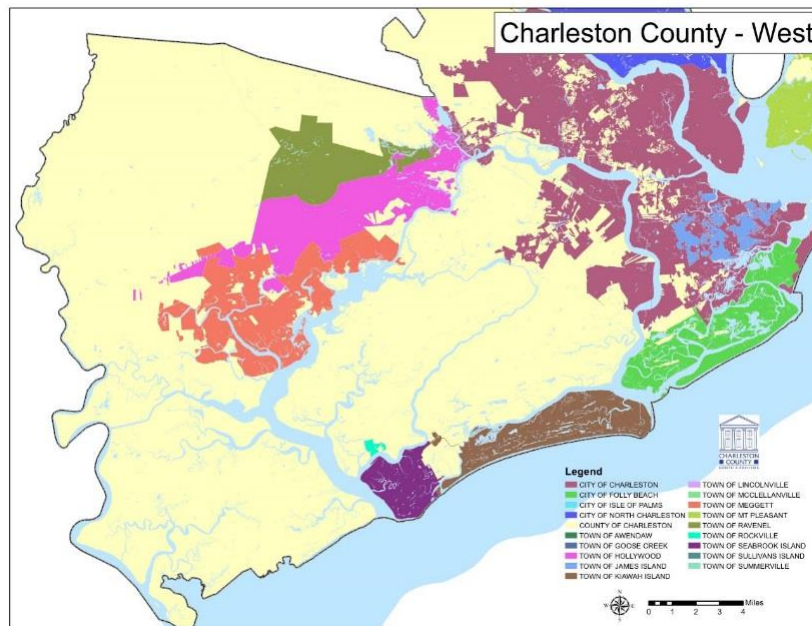 Charleston County - West
CHARLESTON
COUNTY
SOUTH CAROLINA
Legend
CITY OF CHARLESTON
CITY OF FOLLY BEACH
CITY OF ISLE OF PALMS
CITY OF NORTH CHARLESTON
COUNTY OF CHARLESTON
TOWN OF AWENDAW
TOWN OF GOOSE CREEK
TOWN OF HOLLYWOOD
TOWN OF JAMES ISLAND
TOWN OF KIAWAH ISLAND
TOWN OF LINCOLNVILLE
TOWN OF MCCLELLANVILLE
TOWN OF MEGGETT
TOWN OF MT PLEASANT
TOWN OF RAVENEL
TOWN OF ROCKVILLE
TOWN OF SEABROOK ISLAND
TOWN OF SULLIVANS ISLAND
TOWN OF SUMMERVILLE
Miles
0 0.5 1 2 3 4